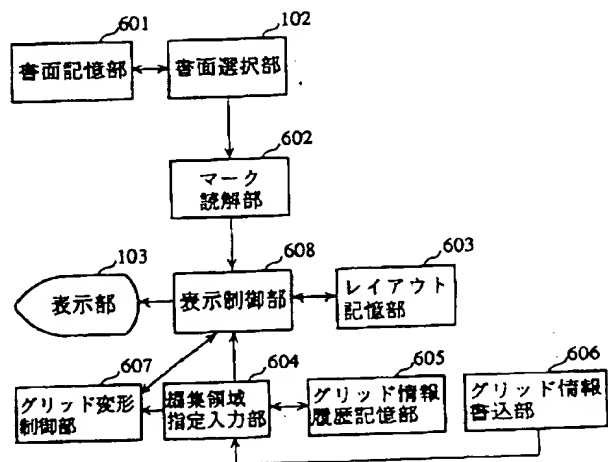 601
102
書面記憶部
書面選択部
602
マーク
読解部
103
608
603
表示部
表示制御部
レイアウト
記憶部
607
604
605
606
グリッド変形
制御部
編集領域
指定入力部
グリッド情報
履歴記憶部
グリッド情報
書込部